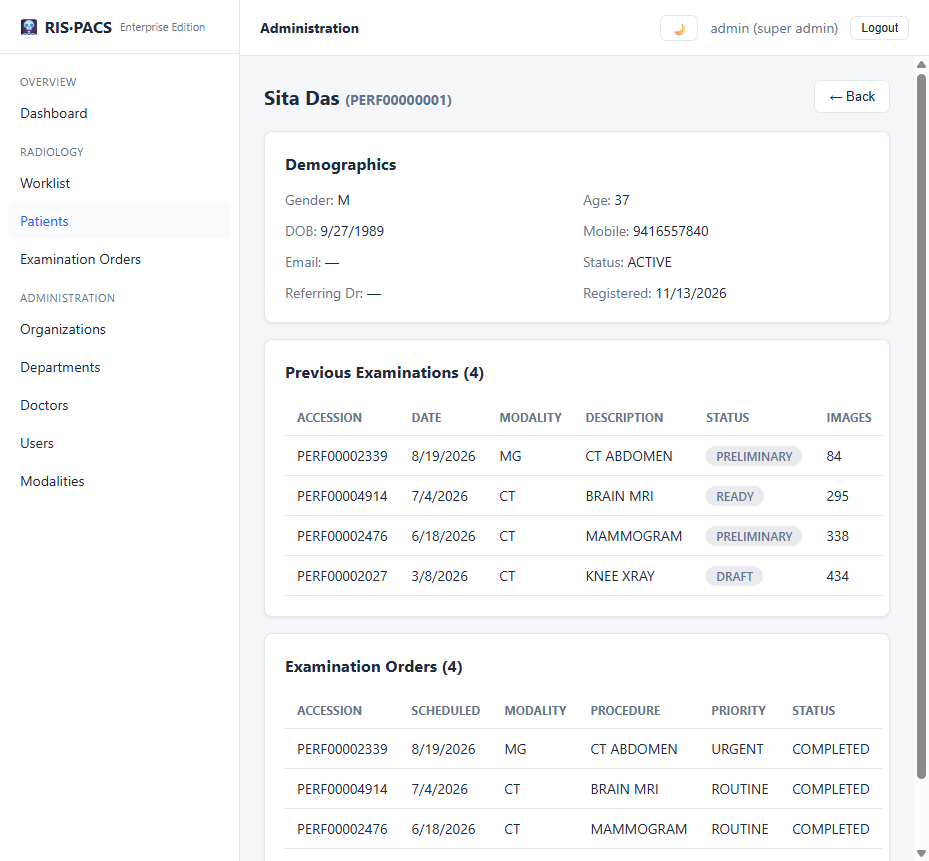 RIS·PACS Enterprise Edition
Administration
🌙
admin (super admin)
Logout
OVERVIEW
Dashboard
RADIOLOGY
Worklist
Patients
Examination Orders
ADMINISTRATION
Organizations
Departments
Doctors
Users
Modalities
Sita Das (PERF00000001)
← Back
Demographics
Gender: M Age: 37
DOB: 9/27/1989 Mobile: 9416557840
Email: — Status: ACTIVE
Referring Dr: — Registered: 11/13/2026
Previous Examinations (4)
ACCESSION DATE MODALITY DESCRIPTION STATUS IMAGES
PERF00002339 8/19/2026 MG CT ABDOMEN PRELIMINARY 84
PERF00004914 7/4/2026 CT BRAIN MRI READY 295
PERF00002476 6/18/2026 CT MAMMOGRAM PRELIMINARY 338
PERF00002027 3/8/2026 CT KNEE XRAY DRAFT 434
Examination Orders (4)
ACCESSION SCHEDULED MODALITY PROCEDURE PRIORITY STATUS
PERF00002339 8/19/2026 MG CT ABDOMEN URGENT COMPLETED
PERF00004914 7/4/2026 CT BRAIN MRI ROUTINE COMPLETED
PERF00002476 6/18/2026 CT MAMMOGRAM ROUTINE COMPLETED